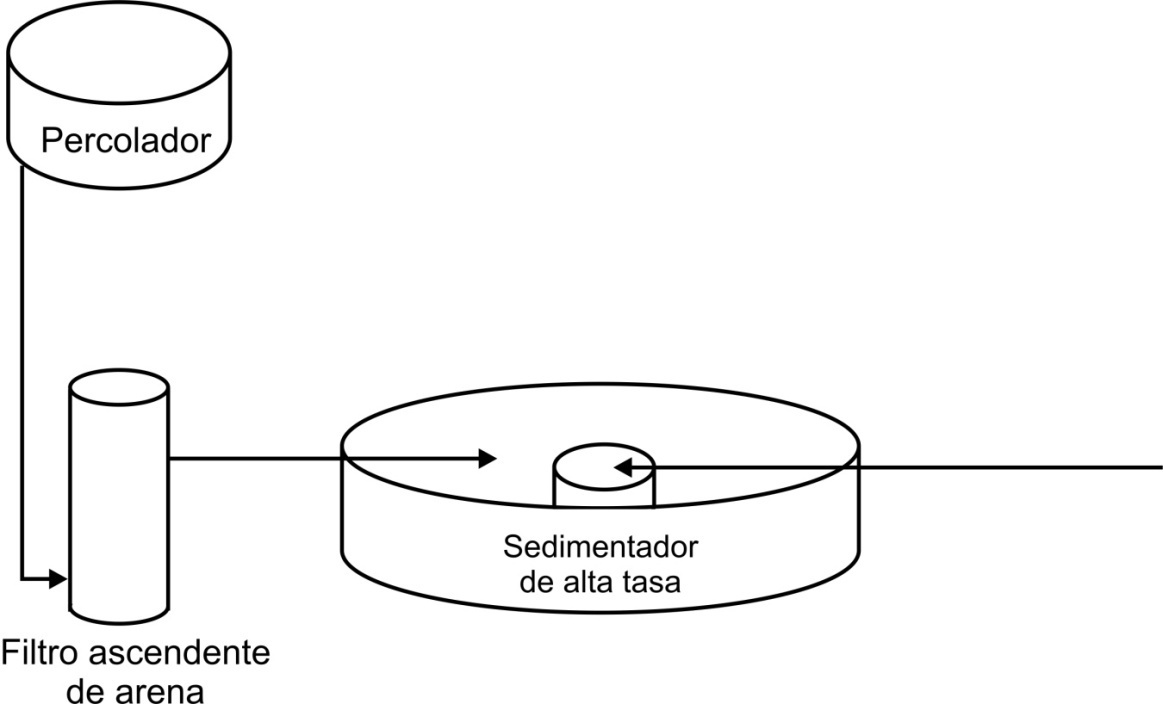 Percolador
Sedimentador
de alta tasa
Filtro ascendente
de arena